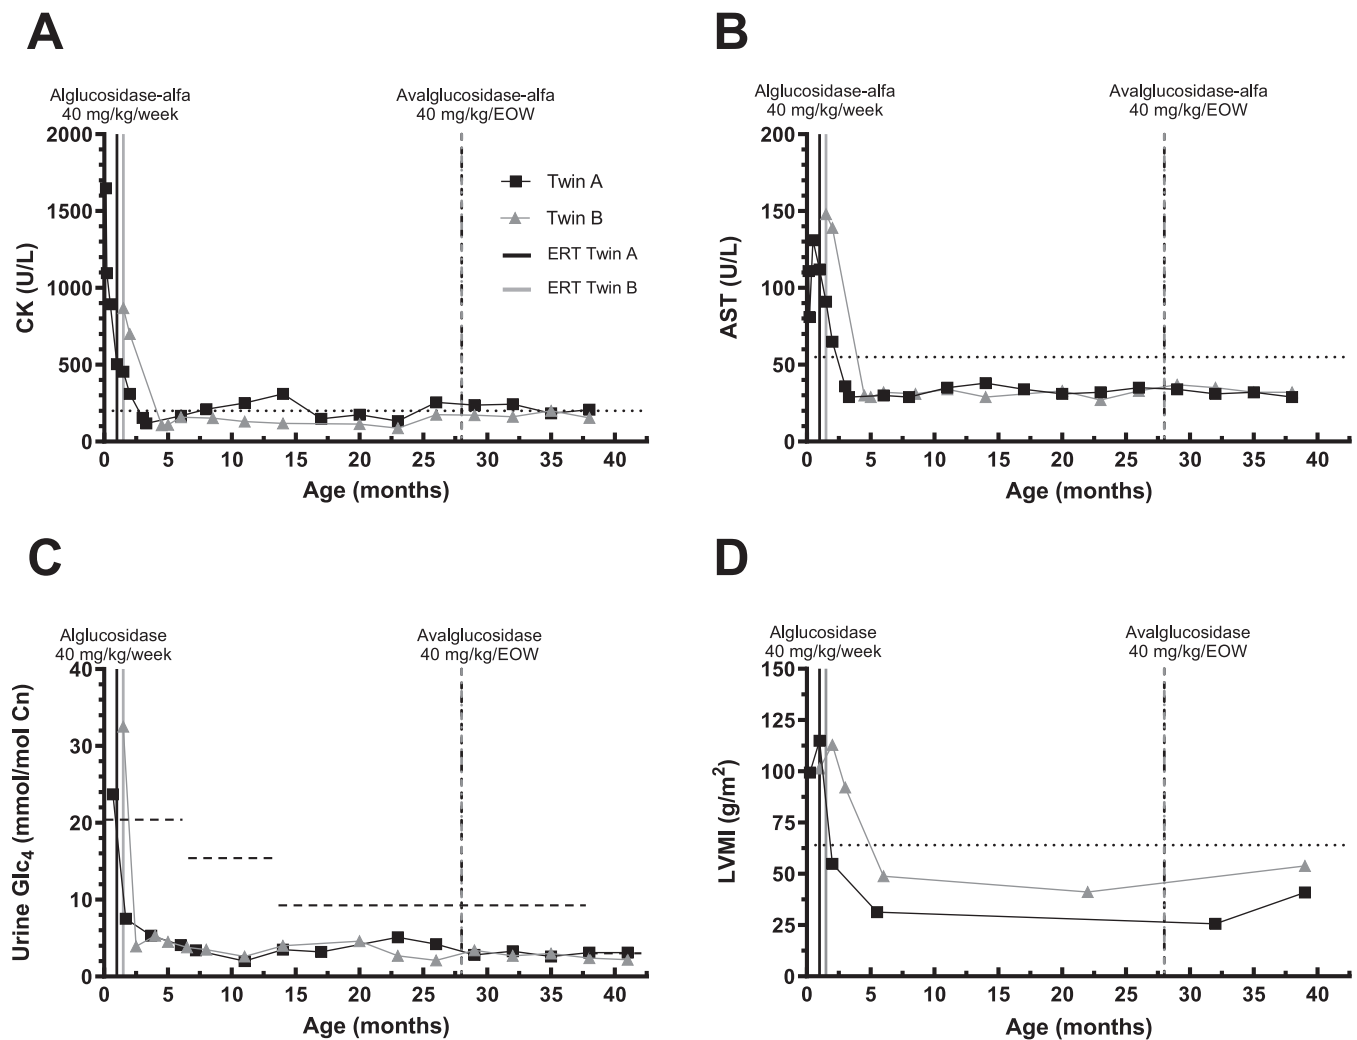 A
Alglucosidase-alfa
40 mg/kg/week
Avalglucosidase-alfa
40 mg/kg/EOW
2000
1500
1000
500
0
CK (U/L)
Twin A
Twin B
ERT Twin A
ERT Twin B
0 5 10 15 20 25 30 35 40
Age (months)
B
Alglucosidase-alfa
40 mg/kg/week
Avalglucosidase-alfa
40 mg/kg/EOW
200
150
100
50
0
AST (U/L)
0 5 10 15 20 25 30 35 40
Age (months)
C
Alglucosidase
40 mg/kg/week
Avalglucosidase
40 mg/kg/EOW
40
30
20
10
0
Urine Glc₄ (mmol/mol Cn)
0 5 10 15 20 25 30 35 40
Age (months)
D
Alglucosidase
40 mg/kg/week
Avalglucosidase
40 mg/kg/EOW
150
125
100
75
50
25
0
LVMI (g/m²)
0 5 10 15 20 25 30 35 40
Age (months)